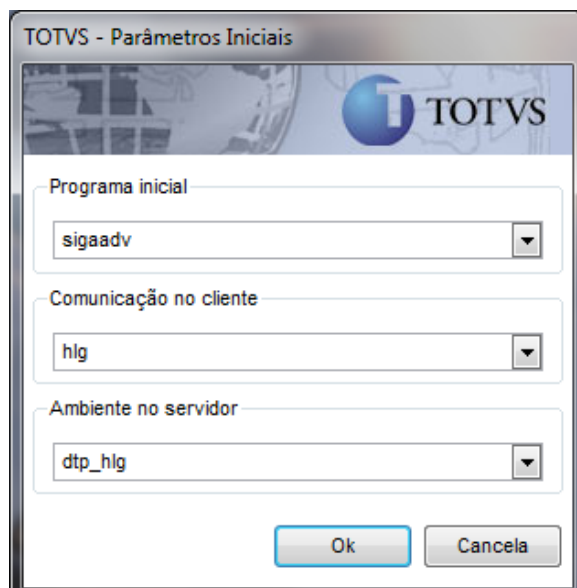 TOTVS - Parâmetros Iniciais
TOTVS
Programa inicial
sigaadv
Comunicação no cliente
hlg
Ambiente no servidor
dtp_hlg
Ok
Cancela